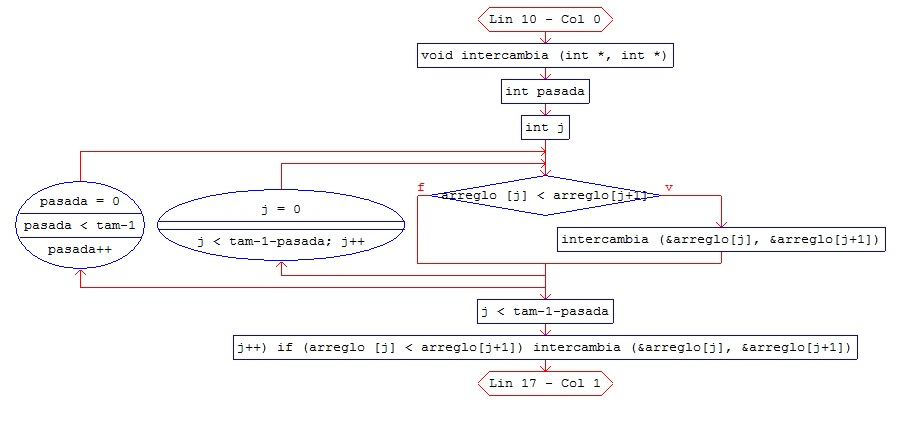 Lin 10 - Col 0
void intercambia (int *, int *)
int pasada
int j
pasada = 0
pasada < tam-1
pasada++
j = 0
j < tam-1-pasada; j++
f
arreglo [j] < arreglo[j+1]
v
intercambia (&arreglo[j], &arreglo[j+1])
j < tam-1-pasada
j++) if (arreglo [j] < arreglo[j+1]) intercambia (&arreglo[j], &arreglo[j+1])
Lin 17 - Col 1